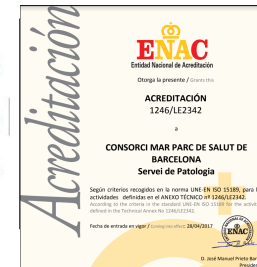 Acreditación
ENAC
Entidad Nacional de Acreditación
Otorga la presente / Grants this
ACREDITACIÓN
1246/LE2342
a
CONSORCI MAR PARC DE SALUT DE
BARCELONA
Servei de Patologia
Según criterios recogidos en la norma UNE-EN ISO 15189, para l
actividades definidas en el ANEXO TÉCNICO nº 1246/LE2342.
According to the criteria in the standard UNE-EN ISO 15189 for the activit
defined in the Technical Annex No 1246/LE2342.
Fecha de entrada en vigor / Coming into effect: 28/04/2017
ENAC
D. José Manuel Prieto Bar
Presiden